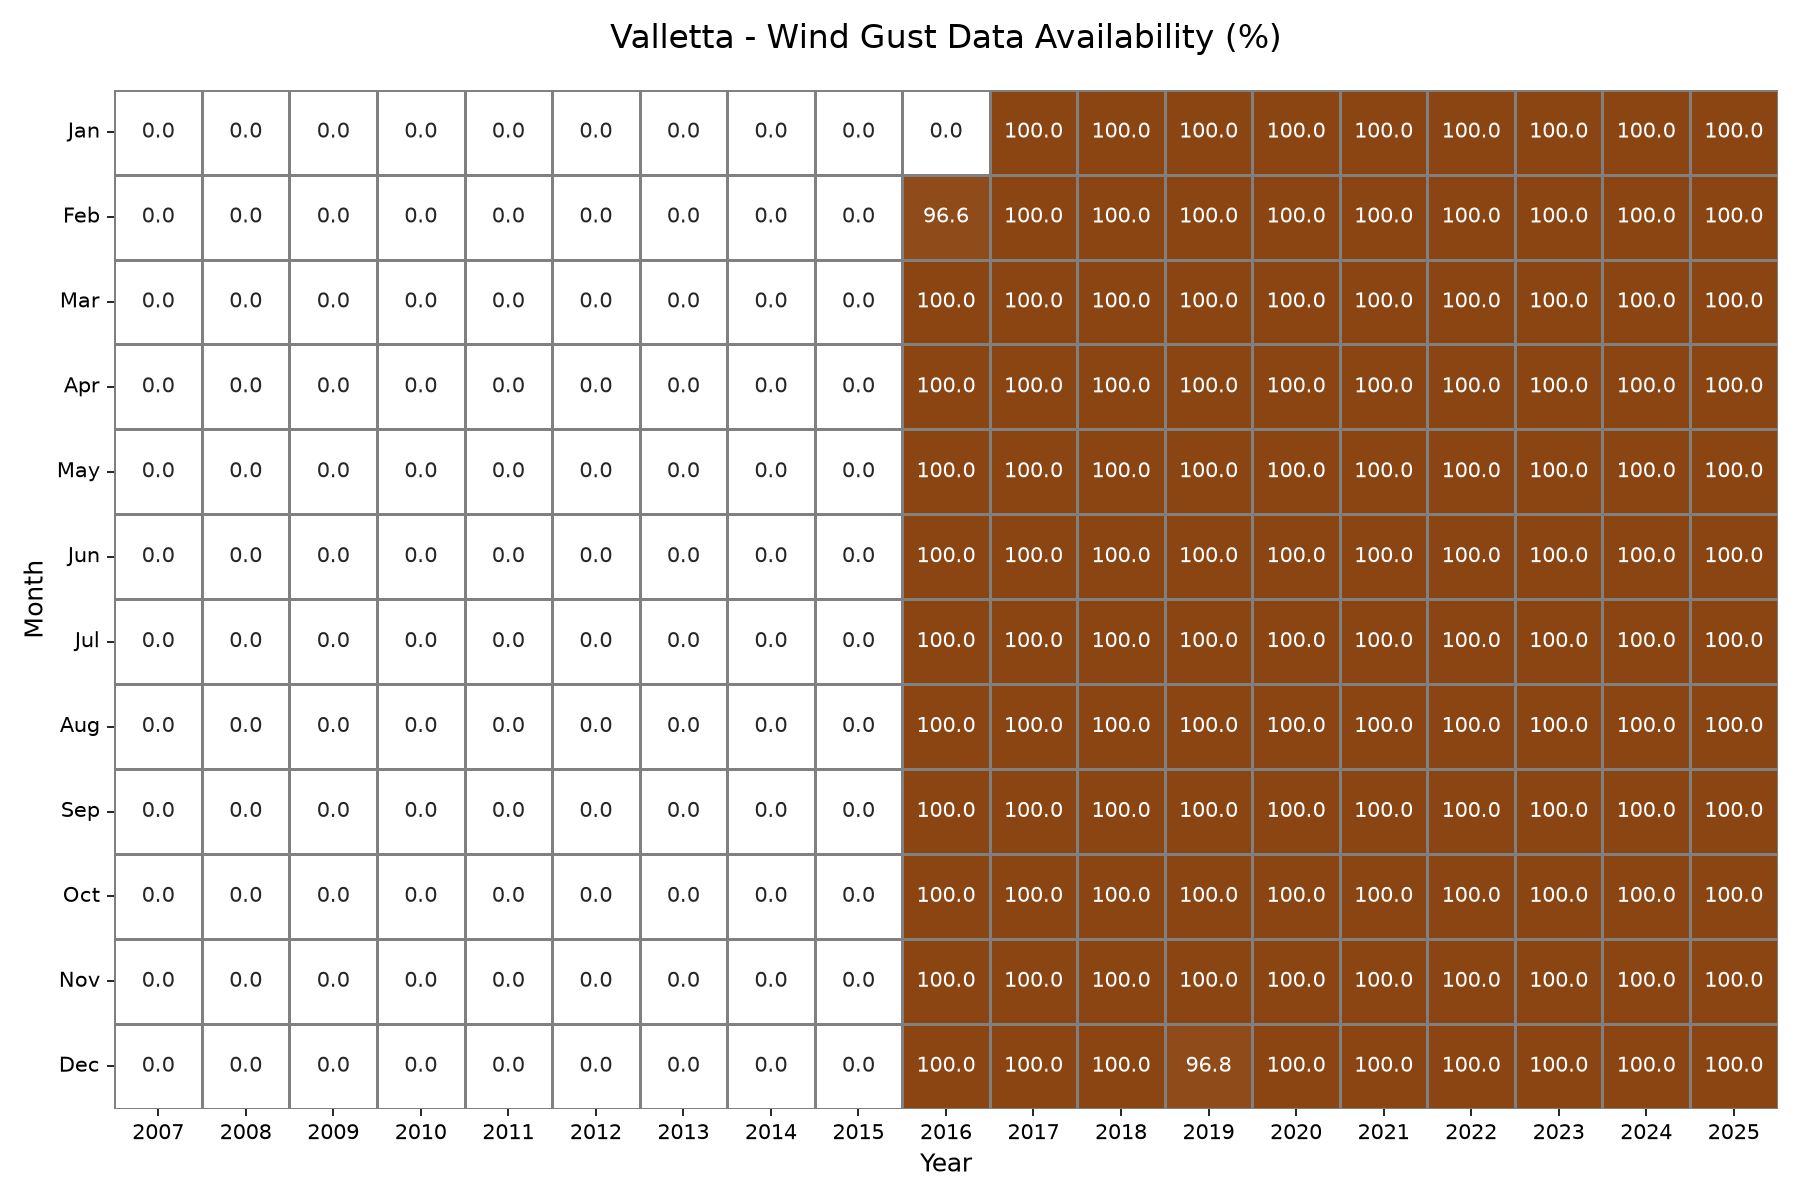 Valletta - Wind Gust Data Availability (%)
Month
Jan 0.0 0.0 0.0 0.0 0.0 0.0 0.0 0.0 0.0 0.0 100.0 100.0 100.0 100.0 100.0 100.0 100.0 100.0 100.0
Feb 0.0 0.0 0.0 0.0 0.0 0.0 0.0 0.0 0.0 96.6 100.0 100.0 100.0 100.0 100.0 100.0 100.0 100.0 100.0
Mar 0.0 0.0 0.0 0.0 0.0 0.0 0.0 0.0 0.0 100.0 100.0 100.0 100.0 100.0 100.0 100.0 100.0 100.0 100.0
Apr 0.0 0.0 0.0 0.0 0.0 0.0 0.0 0.0 0.0 100.0 100.0 100.0 100.0 100.0 100.0 100.0 100.0 100.0 100.0
May 0.0 0.0 0.0 0.0 0.0 0.0 0.0 0.0 0.0 100.0 100.0 100.0 100.0 100.0 100.0 100.0 100.0 100.0 100.0
Jun 0.0 0.0 0.0 0.0 0.0 0.0 0.0 0.0 0.0 100.0 100.0 100.0 100.0 100.0 100.0 100.0 100.0 100.0 100.0
Jul 0.0 0.0 0.0 0.0 0.0 0.0 0.0 0.0 0.0 100.0 100.0 100.0 100.0 100.0 100.0 100.0 100.0 100.0 100.0
Aug 0.0 0.0 0.0 0.0 0.0 0.0 0.0 0.0 0.0 100.0 100.0 100.0 100.0 100.0 100.0 100.0 100.0 100.0 100.0
Sep 0.0 0.0 0.0 0.0 0.0 0.0 0.0 0.0 0.0 100.0 100.0 100.0 100.0 100.0 100.0 100.0 100.0 100.0 100.0
Oct 0.0 0.0 0.0 0.0 0.0 0.0 0.0 0.0 0.0 100.0 100.0 100.0 100.0 100.0 100.0 100.0 100.0 100.0 100.0
Nov 0.0 0.0 0.0 0.0 0.0 0.0 0.0 0.0 0.0 100.0 100.0 100.0 100.0 100.0 100.0 100.0 100.0 100.0 100.0
Dec 0.0 0.0 0.0 0.0 0.0 0.0 0.0 0.0 0.0 100.0 100.0 100.0 96.8 100.0 100.0 100.0 100.0 100.0 100.0
2007 2008 2009 2010 2011 2012 2013 2014 2015 2016 2017 2018 2019 2020 2021 2022 2023 2024 2025
Year